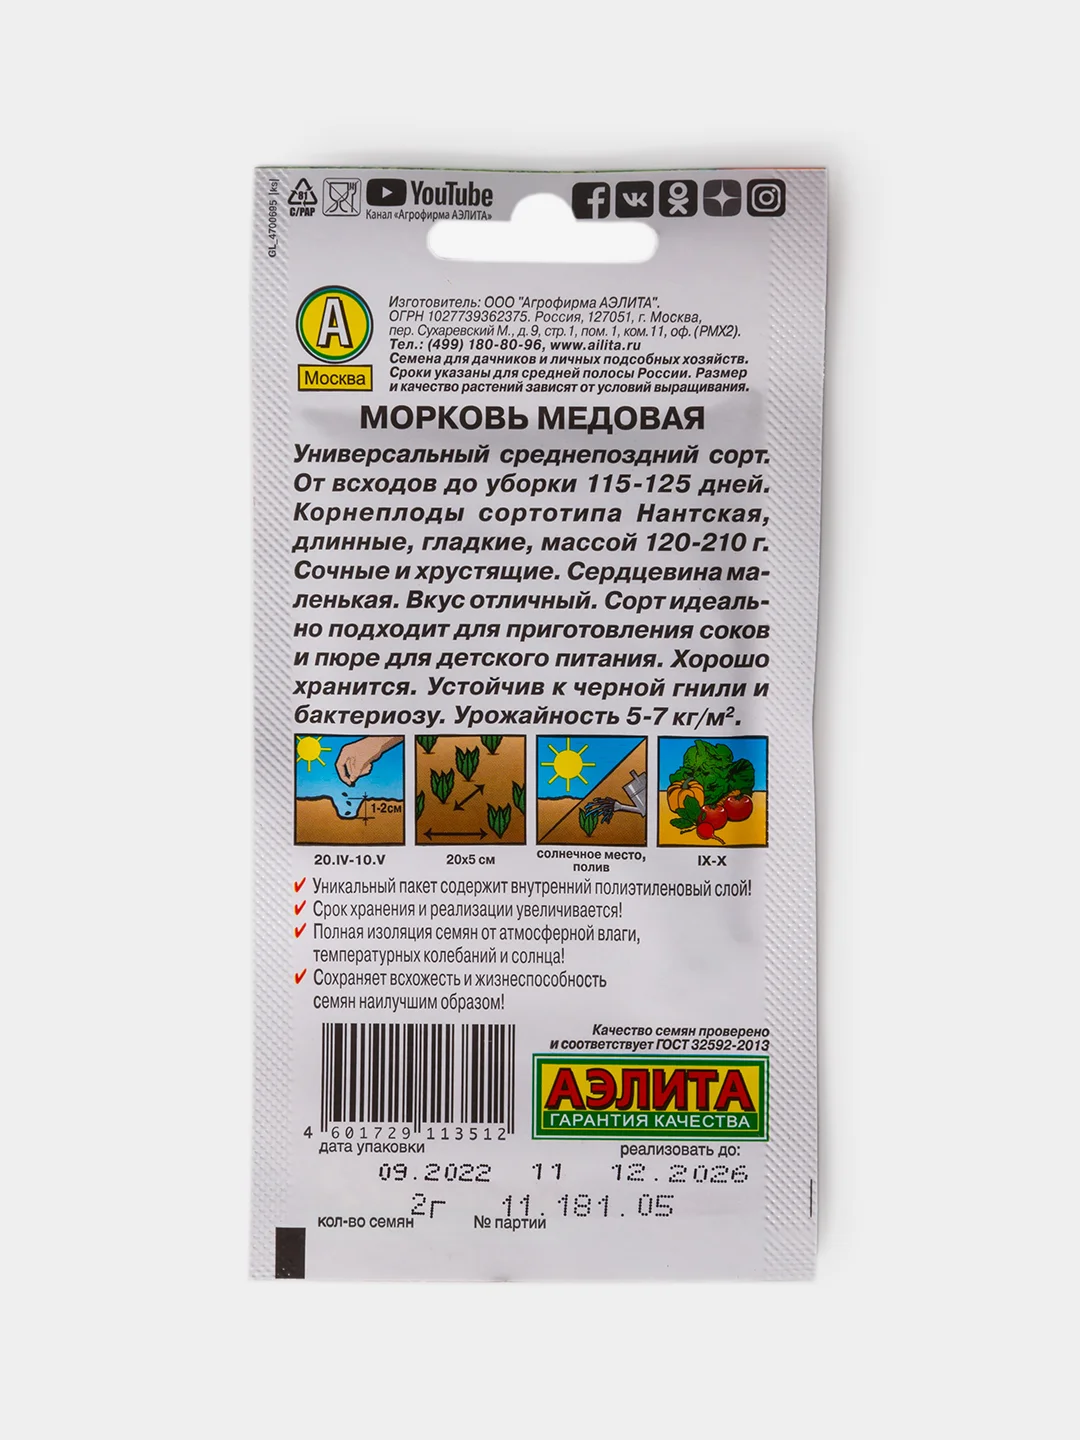 GL_4700695 |ks|
81
C/PAP
YouTube
Канал «Агрофирма АЭЛИТА»
А
Москва
Изготовитель: ООО "Агрофирма АЭЛИТА".
ОГРН 1027739362375. Россия, 127051, г. Москва,
пер. Сухаревский М., д. 9, стр. 1, пом. 1, ком. 11, оф. (РМХ2).
Тел.: (499) 180-80-96, www.ailita.ru
Семена для дачников и личных подсобных хозяйств.
Сроки указаны для средней полосы России. Размер
и качество растений зависят от условий выращивания.
МОРКОВЬ МЕДОВАЯ
Универсальный среднепоздний сорт.
От всходов до уборки 115-125 дней.
Корнеплоды сортотипа Нантская,
длинные, гладкие, массой 120-210 г.
Сочные и хрустящие. Сердцевина ма-
ленькая. Вкус отличный. Сорт идеаль-
но подходит для приготовления соков
и пюре для детского питания. Хорошо
хранится. Устойчив к черной гнили и
бактериозу. Урожайность 5-7 кг/м².
1-2см
20.IV-10.V
20х5 см
солнечное место,
полив
IX-X
Уникальный пакет содержит внутренний полиэтиленовый слой!
Срок хранения и реализации увеличивается!
Полная изоляция семян от атмосферной влаги,
температурных колебаний и солнца!
Сохраняет всхожесть и жизнеспособность
семян наилучшим образом!
Качество семян проверено
и соответствует ГОСТ 32592-2013
АЭЛИТА
ГАРАНТИЯ КАЧЕСТВА
4 601729 113512
дата упаковки
реализовать до:
09.2022 11 12.2026
2г 11.181.05
кол-во семян
№ партии